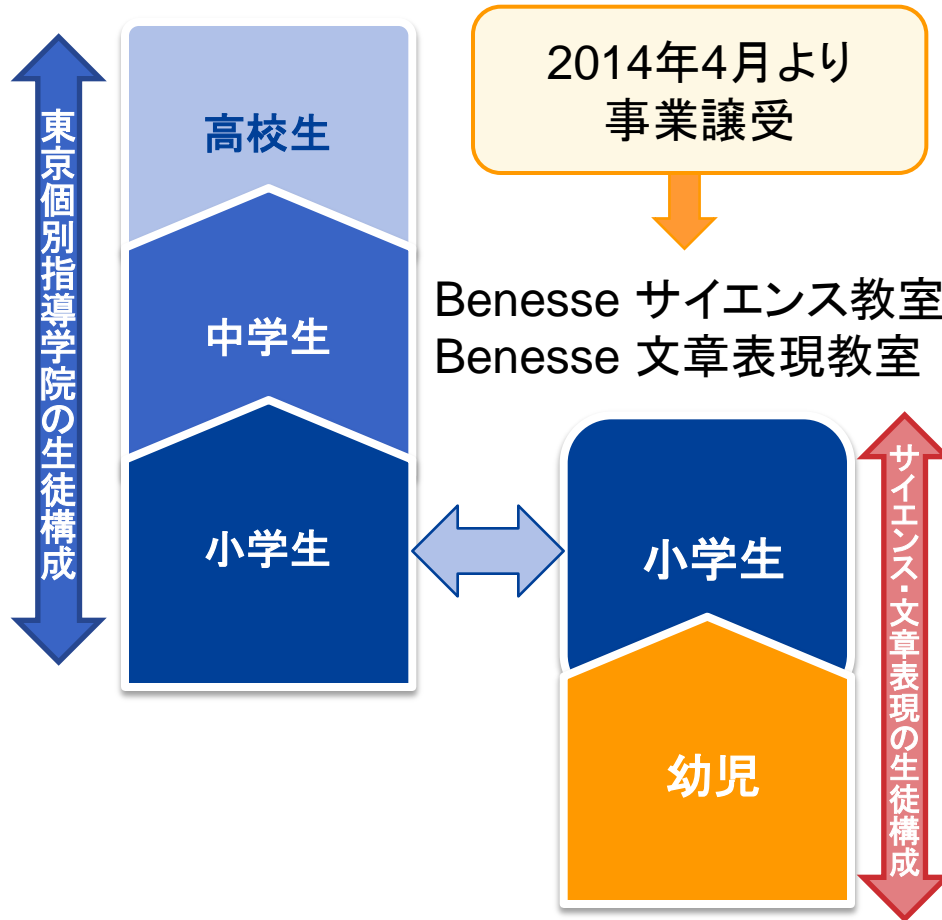 東京個別指導学院の生徒構成
高校生
中学生
小学生
2014年4月より
事業譲受
Benesse サイエンス教室
Benesse 文章表現教室
小学生
幼児
サイエンス・文章表現の生徒構成